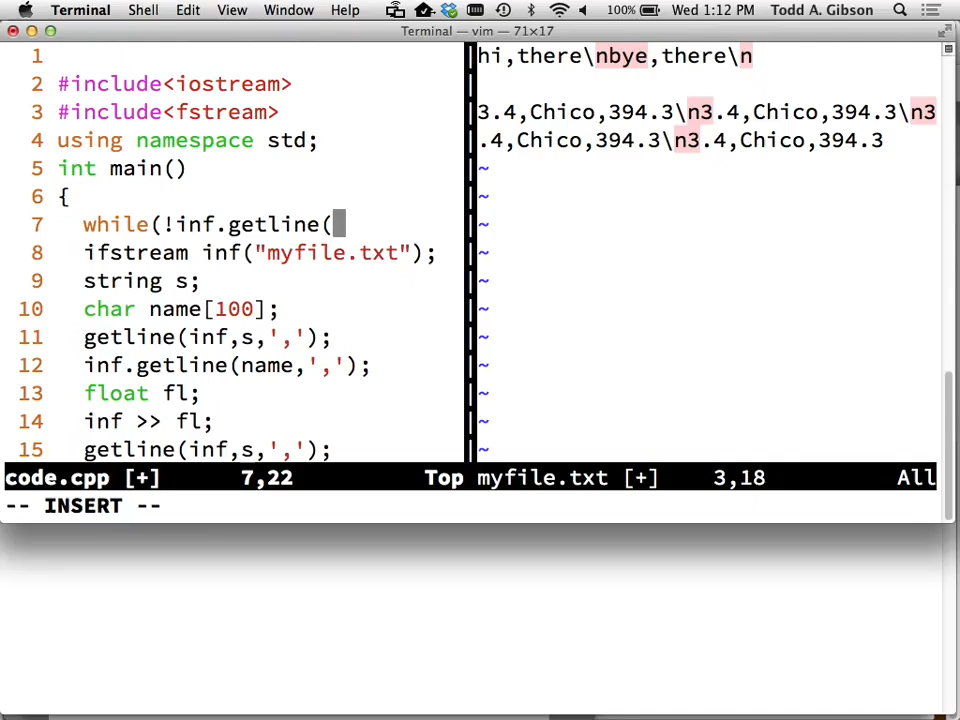 Terminal Shell Edit View Window Help 100% Wed 1:12 PM Todd A. Gibson
Terminal — vim — 71×17
1
2 #include<iostream>
3 #include<fstream>
4 using namespace std;
5 int main()
6 {
7 while(!inf.getline(
8 ifstream inf("myfile.txt");
9 string s;
10 char name[100];
11 getline(inf,s,',');
12 inf.getline(name,',');
13 float fl;
14 inf >> fl;
15 getline(inf,s,',');
code.cpp [+] 7,22 Top
-- INSERT --
hi,there\nbye,there\n
3.4,Chico,394.3\n3.4,Chico,394.3\n3
.4,Chico,394.3\n3.4,Chico,394.3
~
~
~
~
~
~
~
~
~
~
~
myfile.txt [+] 3,18 All